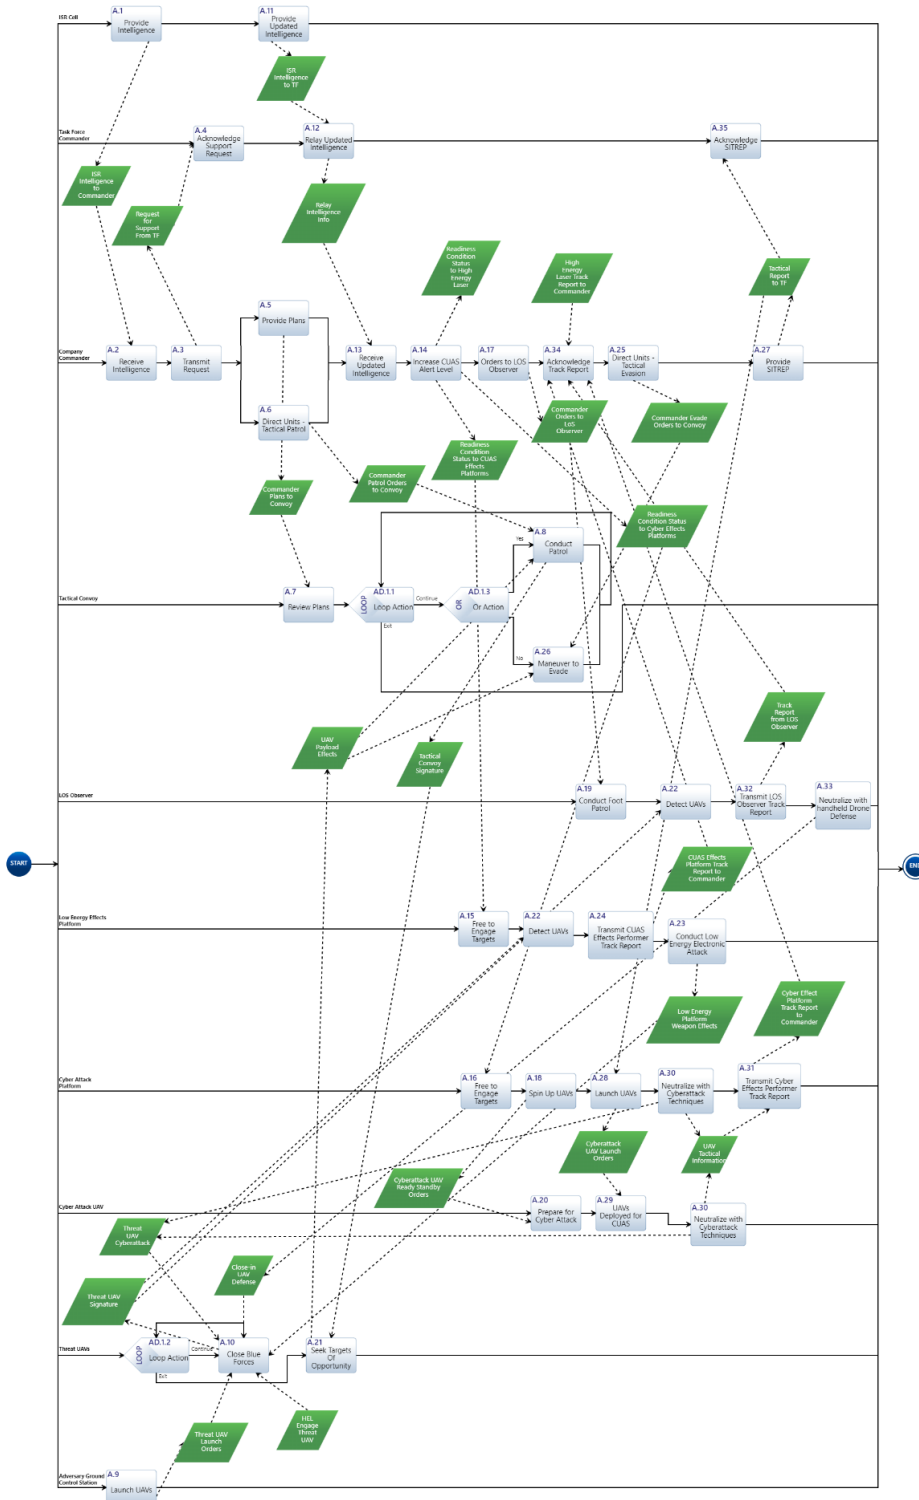 ISR Cell
A.1
Provide
Intelligence
A.11
Provide
Updated
Intelligence
ISR
Intelligence
to TF
Task Force
Commander
A.4
Acknowledge
Support
Request
A.12
Relay Updated
Intelligence
A.35
Acknowledge
SITREP
ISR
Intelligence
to
Commander
Request
for
Support
From TF
Relay
Intelligence
Info
Readiness
Condition
Status
to High
Energy
Laser
High
Energy
Laser Track
Report to
Commander
Tactical
Report
to TF
A.5
Provide Plans
Company
Commander
A.2
Receive
Intelligence
A.3
Transmit
Request
A.13
Receive
Updated
Intelligence
A.14
Increase CUAS
Alert Level
A.17
Orders to LOS
Observer
A.34
Acknowledge
Track Report
A.25
Direct Units -
Tactical
Evasion
A.27
Provide
SITREP
A.6
Direct Units -
Tactical Patrol
Commander
Orders to
LoS
Observer
Commander Evade
Orders to Convoy
Readiness
Condition
Status to CUAS
Effects
Platforms
Commander
Plans to
Convoy
Commander
Patrol Orders
to Convoy
Readiness
Condition Status
to Cyber Effects
Platforms
A.8
Conduct
Patrol
Yes
Tactical Convoy
A.7
Review Plans
LOOP
AD.1.1
Loop Action
Continue
Exit
OR
AD.1.3
Or Action
No
A.26
Maneuver to
Evade
UAV
Payload
Effects
Tactical
Convoy
Signature
Track
Report
from LOS
Observer
LOS Observer
A.19
Conduct Foot
Patrol
A.22
Detect UAVs
A.32
Transmit LOS
Observer Track
Report
A.33
Neutralize with
handheld Drone
Defense
START
END
CUAS Effects
Platform Track
Report to
Commander
Low Energy Effects
Platform
A.15
Free to
Engage
Targets
A.22
Detect UAVs
A.24
Transmit CUAS
Effects Performer
Track Report
A.23
Conduct Low
Energy Electronic
Attack
Low Energy
Platform
Weapon Effects
Cyber Effect
Platform
Track Report
to
Commander
Cyber Attack
Platform
A.16
Free to
Engage
Targets
A.18
Spin Up UAVs
A.28
Launch UAVs
A.30
Neutralize with
Cyberattack
Techniques
A.31
Transmit Cyber
Effects Performer
Track Report
Cyberattack
UAV Launch
Orders
UAV
Tactical
Information
Cyberattack UAV
Ready Standby
Orders
Cyber Attack UAV
A.20
Prepare for
Cyber Attack
A.29
UAVs
Deployed for
CUAS
A.30
Neutralize with
Cyberattack
Techniques
Threat
UAV
Cyberattack
Close-in
UAV
Defense
Threat UAV
Signature
Threat UAVs
LOOP
AD.1.2
Loop Action
Continue
Exit
A.10
Close Blue
Forces
A.21
Seek Targets
Of
Opportunity
Threat UAV
Launch
Orders
HEL
Engage
Threat
UAV
Adversary Ground
Control Station
A.9
Launch UAVs